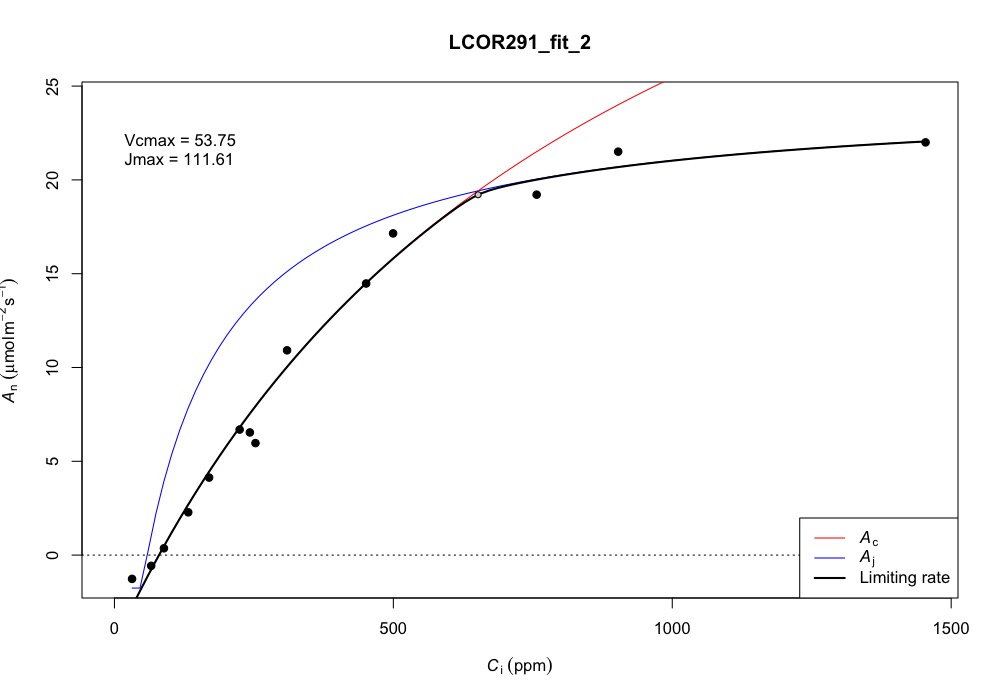 LCOR291_fit_2
Vcmax = 53.75
Jmax = 111.61
25
20
15
10
5
0
Aₙ (μmolm⁻²s⁻¹)
0 500 1000 1500
Cᵢ (ppm)
A꜀
Aⱼ
Limiting rate